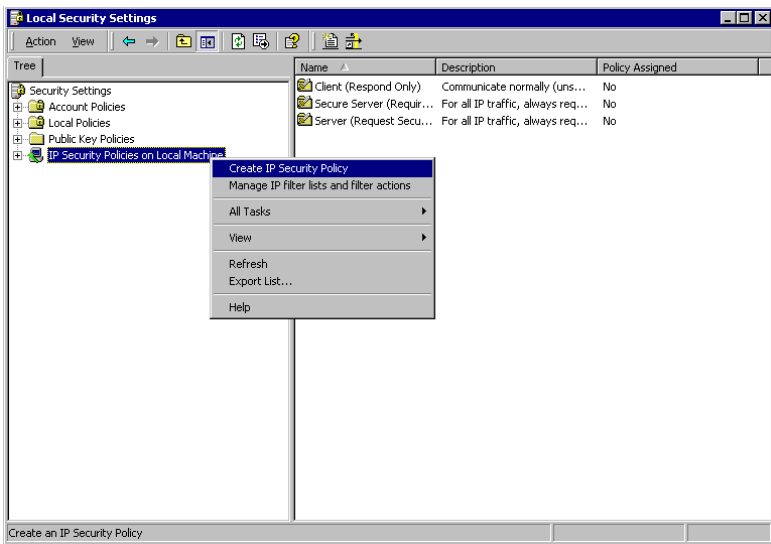 Local Security Settings
Action View
Tree
Name Description Policy Assigned
Security Settings
Account Policies
Local Policies
Public Key Policies
IP Security Policies on Local Machine
Client (Respond Only) Communicate normally (uns... No
Secure Server (Requir... For all IP traffic, always req... No
Server (Request Secu... For all IP traffic, always req... No
Create IP Security Policy
Manage IP filter lists and filter actions
All Tasks
View
Refresh
Export List...
Help
Create an IP Security Policy